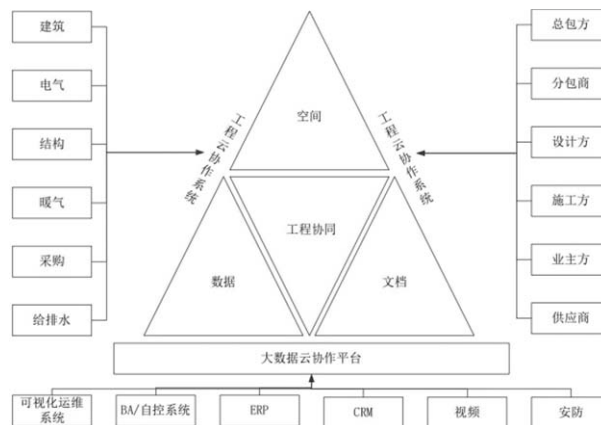 建筑
电气
结构
暖气
采购
给排水
工程云协作系统
空间
工程协同
数据
文档
工程云协作系统
总包方
分包商
设计方
施工方
业主方
供应商
大数据云协作平台
可视化运维
系统
BA/自控系统
ERP
CRM
视频
安防